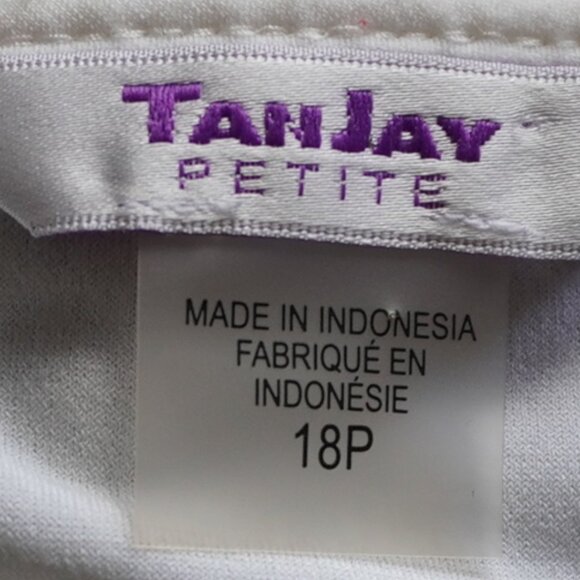 TANJAY
PETITE
MADE IN INDONESIA
FABRIQUÉ EN
INDONÉSIE
18P